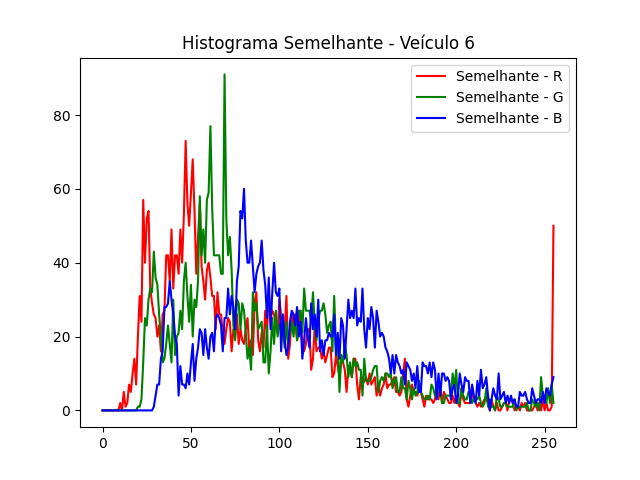 Histograma Semelhante - Veículo 6
Semelhante - R
Semelhante - G
Semelhante - B
80
60
40
20
0
0 50 100 150 200 250